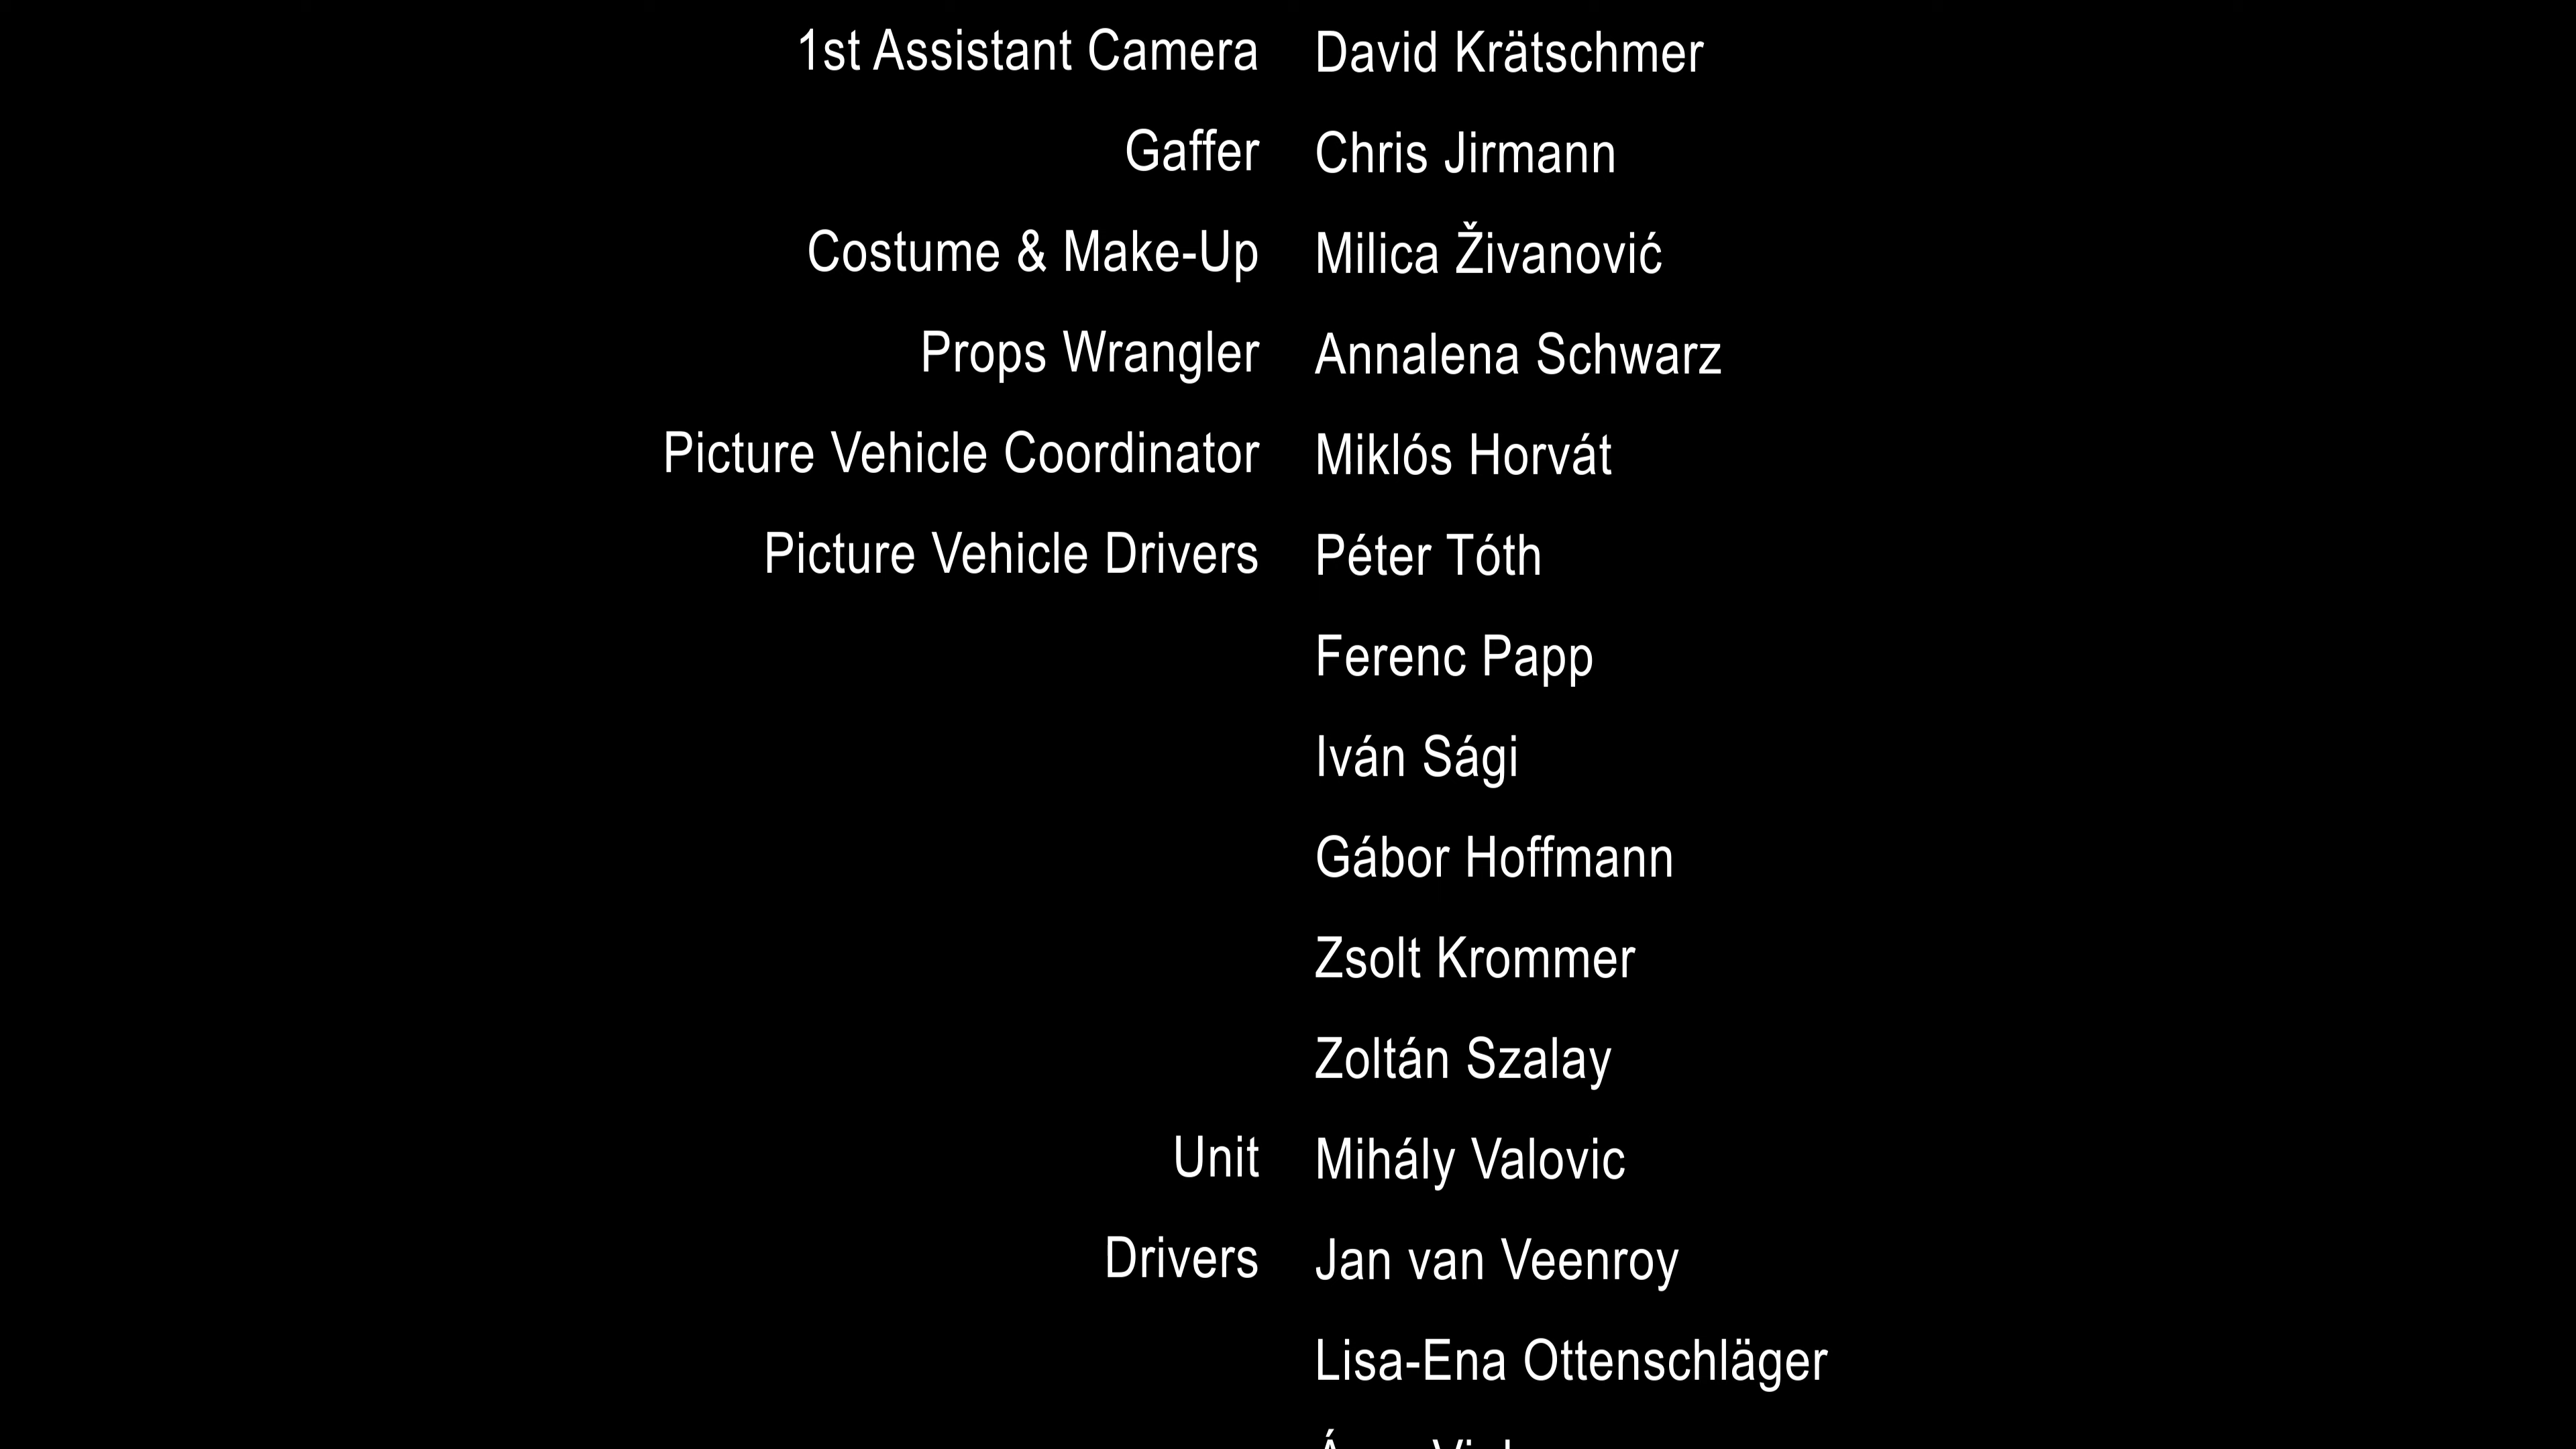 1st Assistant Camera David Krätschmer
Gaffer Chris Jirmann
Costume & Make-Up Milica Živanović
Props Wrangler Annalena Schwarz
Picture Vehicle Coordinator Miklós Horvát
Picture Vehicle Drivers Péter Tóth
Ferenc Papp
Iván Sági
Gábor Hoffmann
Zsolt Krommer
Zoltán Szalay
Unit Mihály Valovic
Drivers Jan van Veenroy
Lisa-Ena Ottenschläger